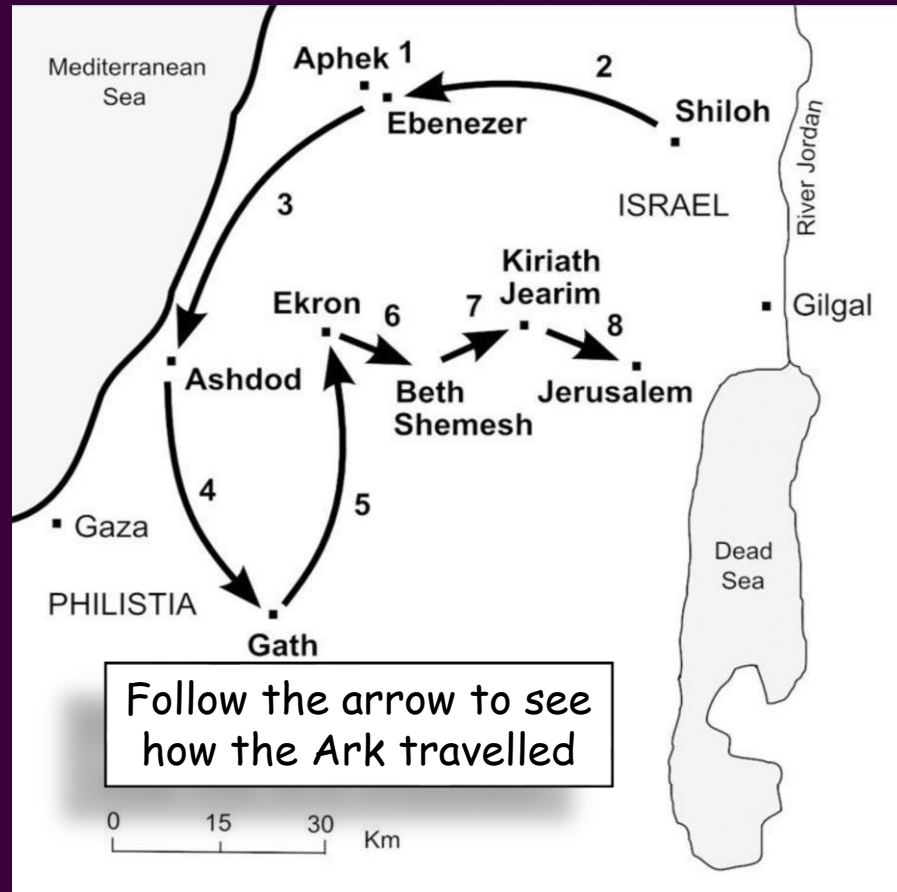 Mediterranean
Sea
Aphek 1
2
Ebenezer
Shiloh
River Jordan
3
ISRAEL
Kiriath
Jearim
Ekron
6
7
8
Gilgal
Ashdod
Beth
Shemesh
Jerusalem
4
5
Gaza
Dead
Sea
PHILISTIA
Gath
Follow the arrow to see
how the Ark travelled
0 15 30 Km